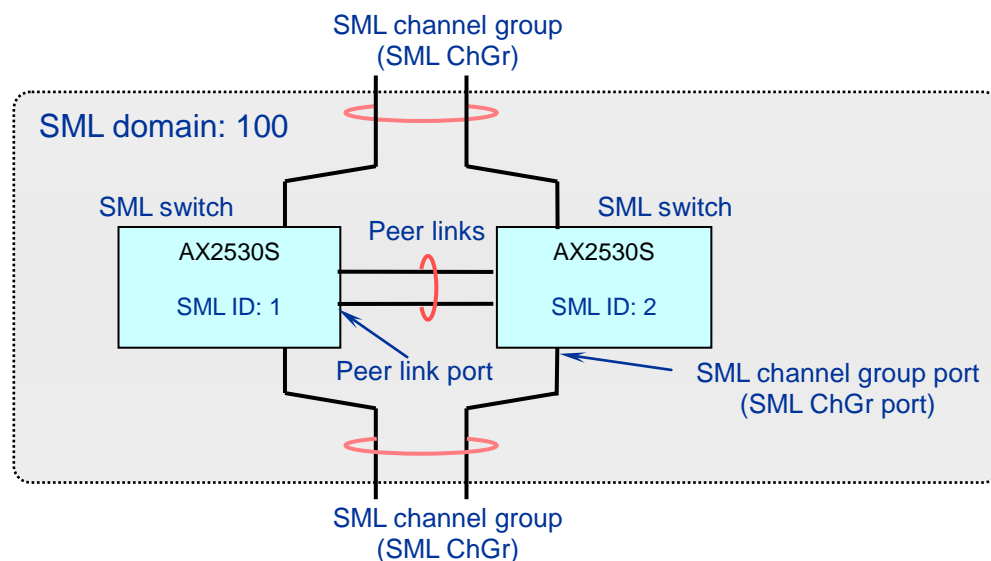 SML channel group
(SML ChGr)
SML domain: 100
SML switch
SML switch
Peer links
AX2530S
AX2530S
SML ID: 1
SML ID: 2
Peer link port
SML channel group port
(SML ChGr port)
SML channel group
(SML ChGr)